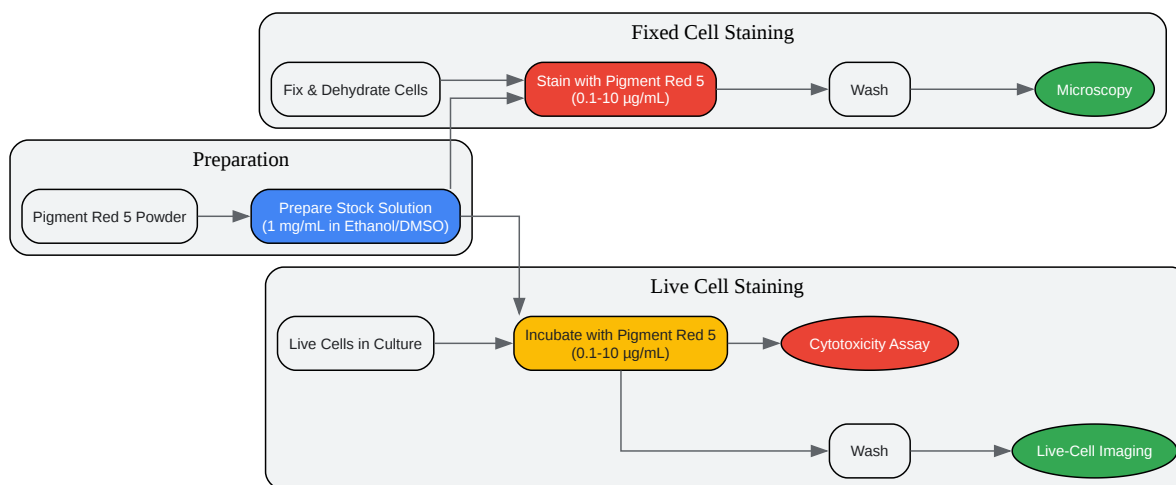 Fixed Cell Staining
Fix & Dehydrate Cells
Stain with Pigment Red 5
(0.1-10 µg/mL)
Wash
Microscopy
Preparation
Pigment Red 5 Powder
Prepare Stock Solution
(1 mg/mL in Ethanol/DMSO)
Live Cell Staining
Live Cells in Culture
Incubate with Pigment Red 5
(0.1-10 µg/mL)
Cytotoxicity Assay
Wash
Live-Cell Imaging